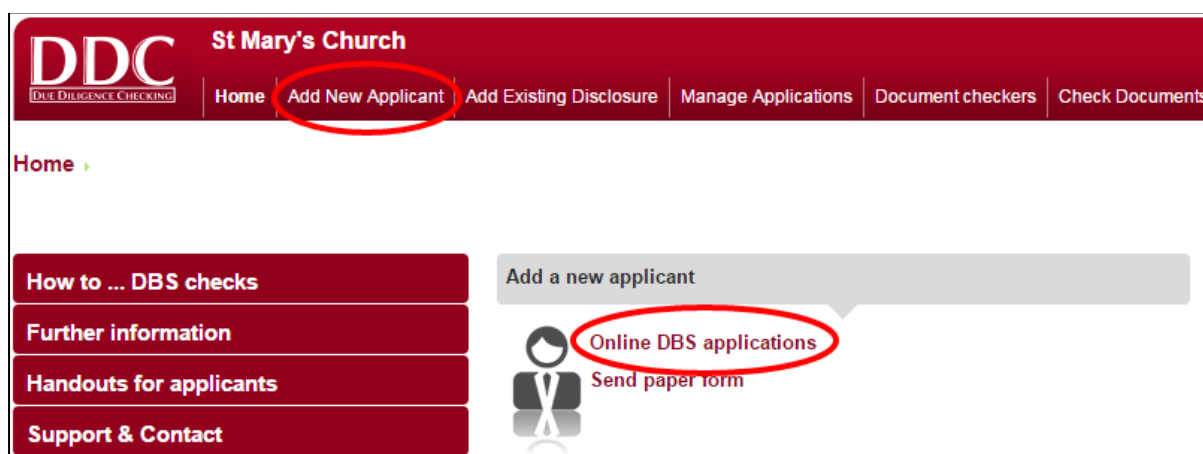 DDC
DUE DILIGENCE CHECKING
St Mary's Church
Home Add New Applicant Add Existing Disclosure Manage Applications Document checkers Check Documents
Home
How to ... DBS checks
Further information
Handouts for applicants
Support & Contact
Add a new applicant
Online DBS applications
Send paper form